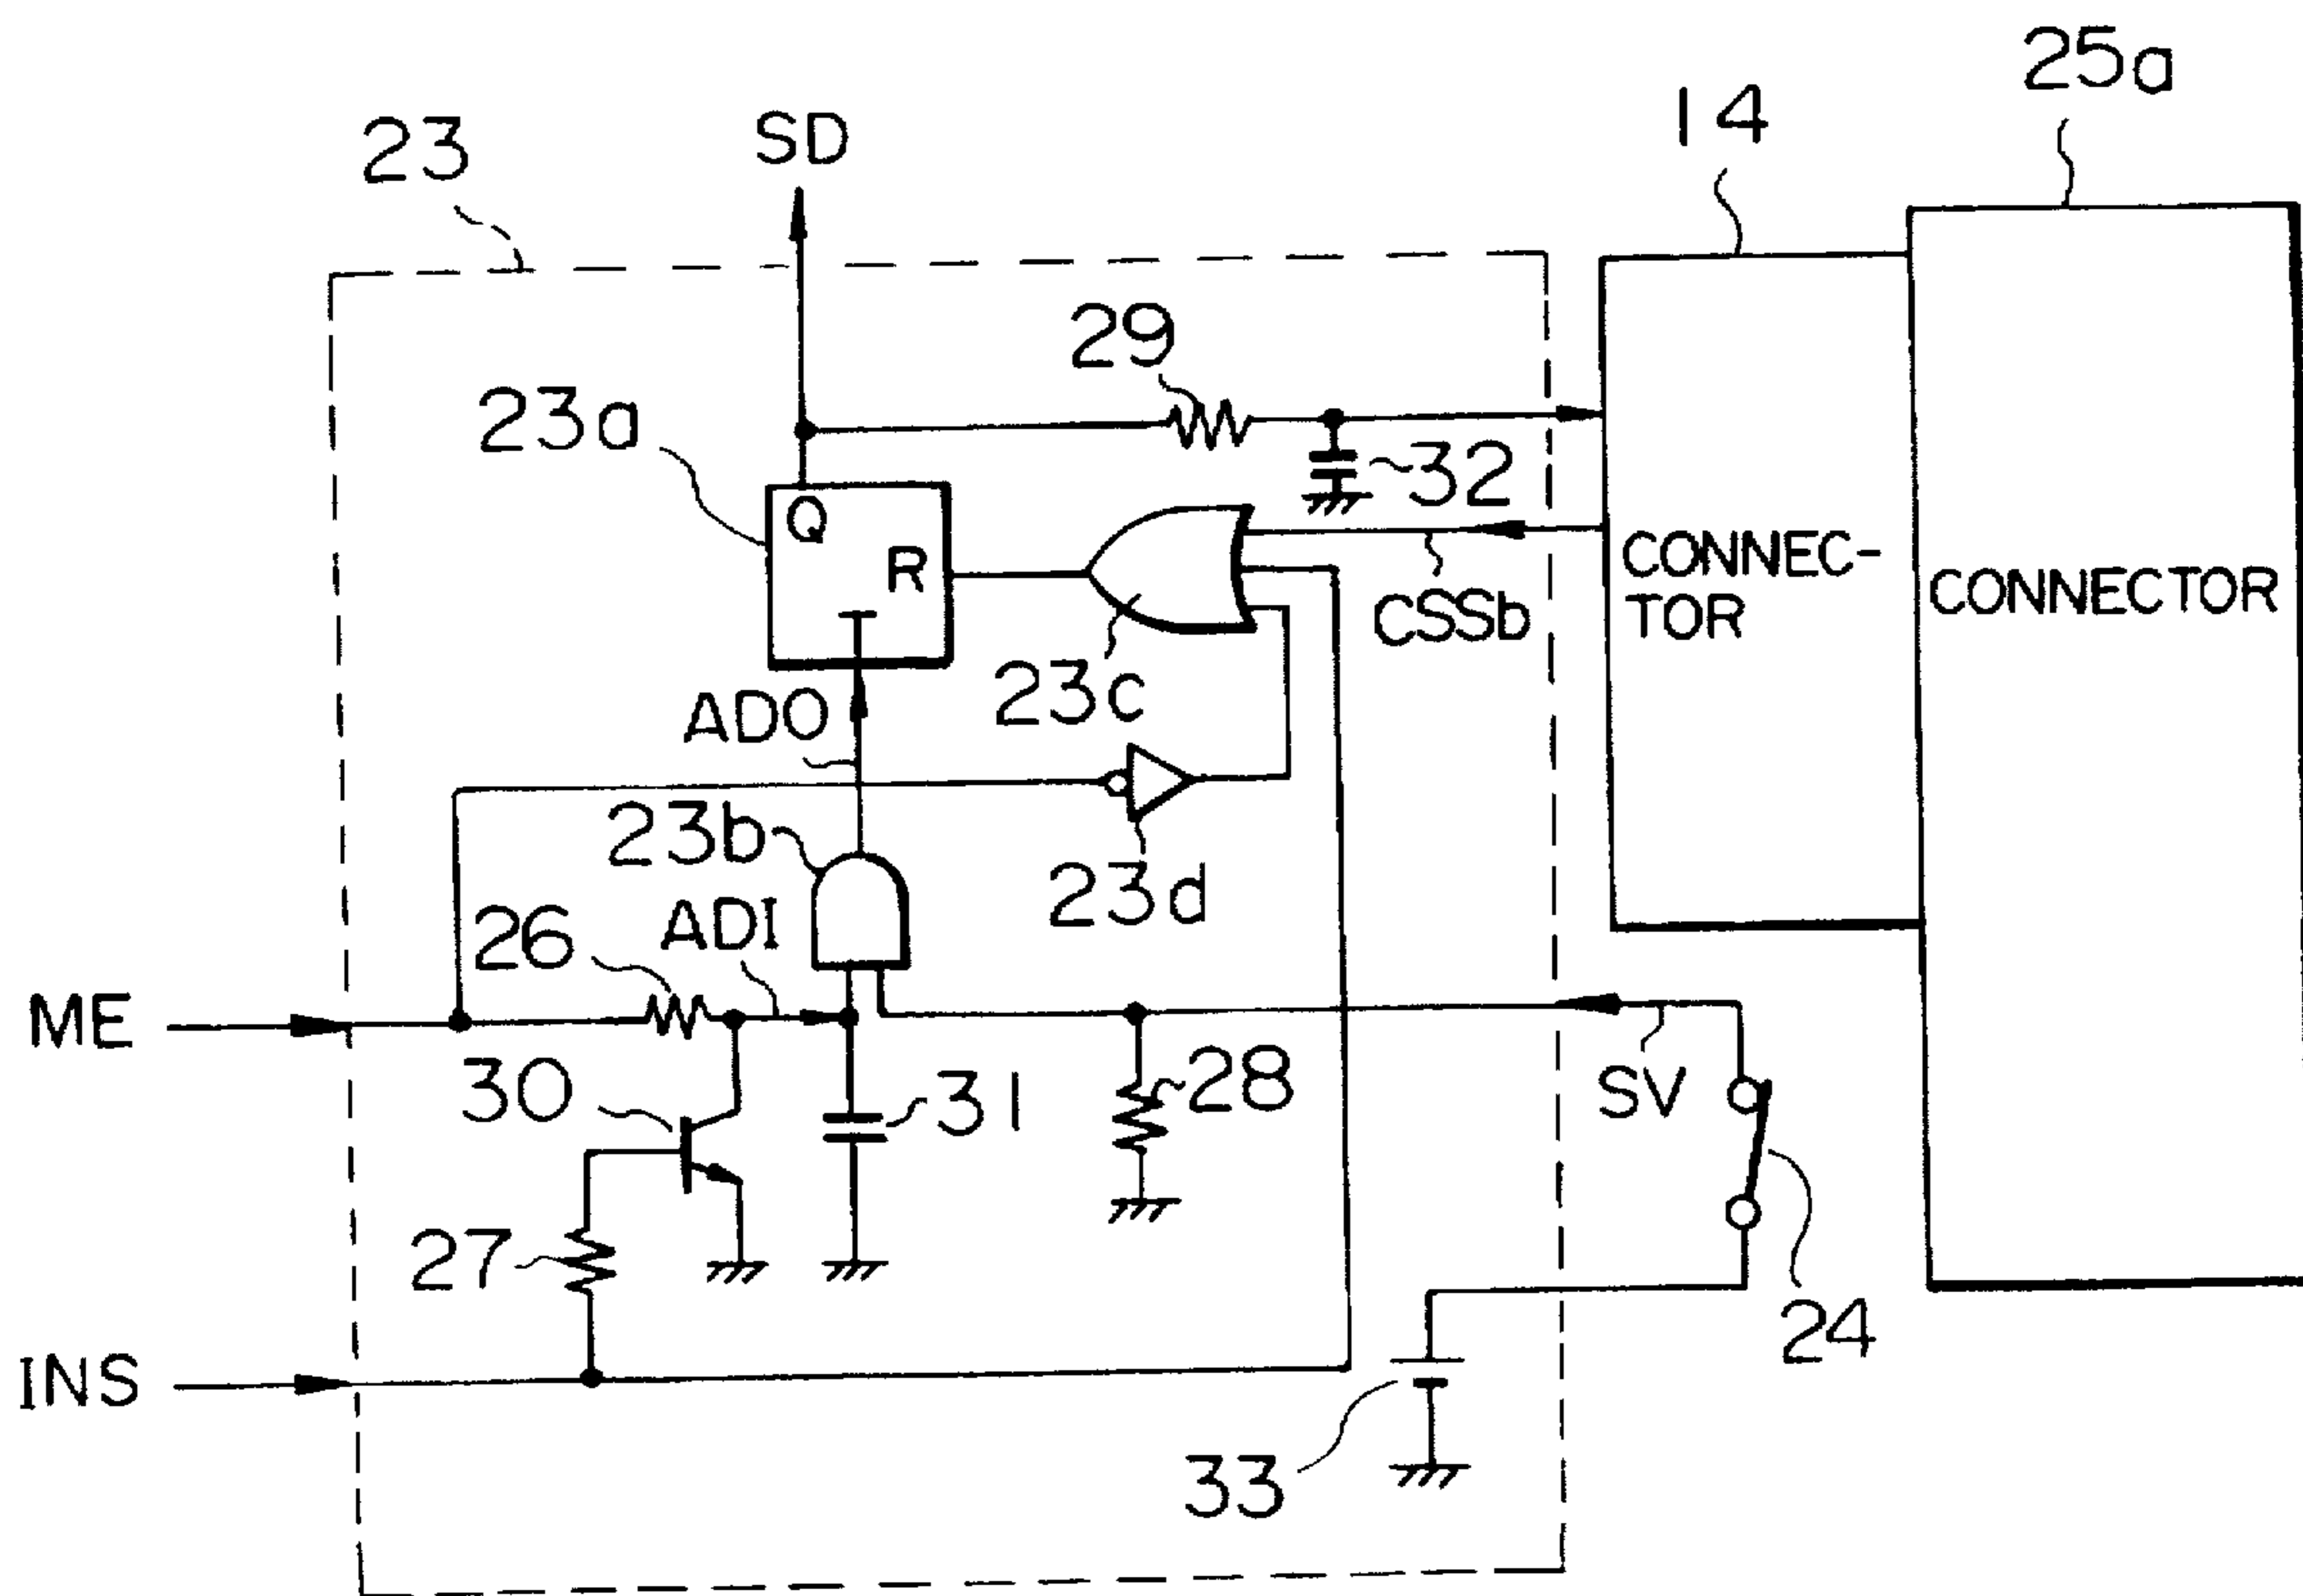 25a
14
SD
23
29
23a
32
Q
R
CONNEC-
TOR
CONNECTOR
CSSb
23c
ADO
23b
23d
26
ADI
ME
30
31
28
SV
27
24
INS
33